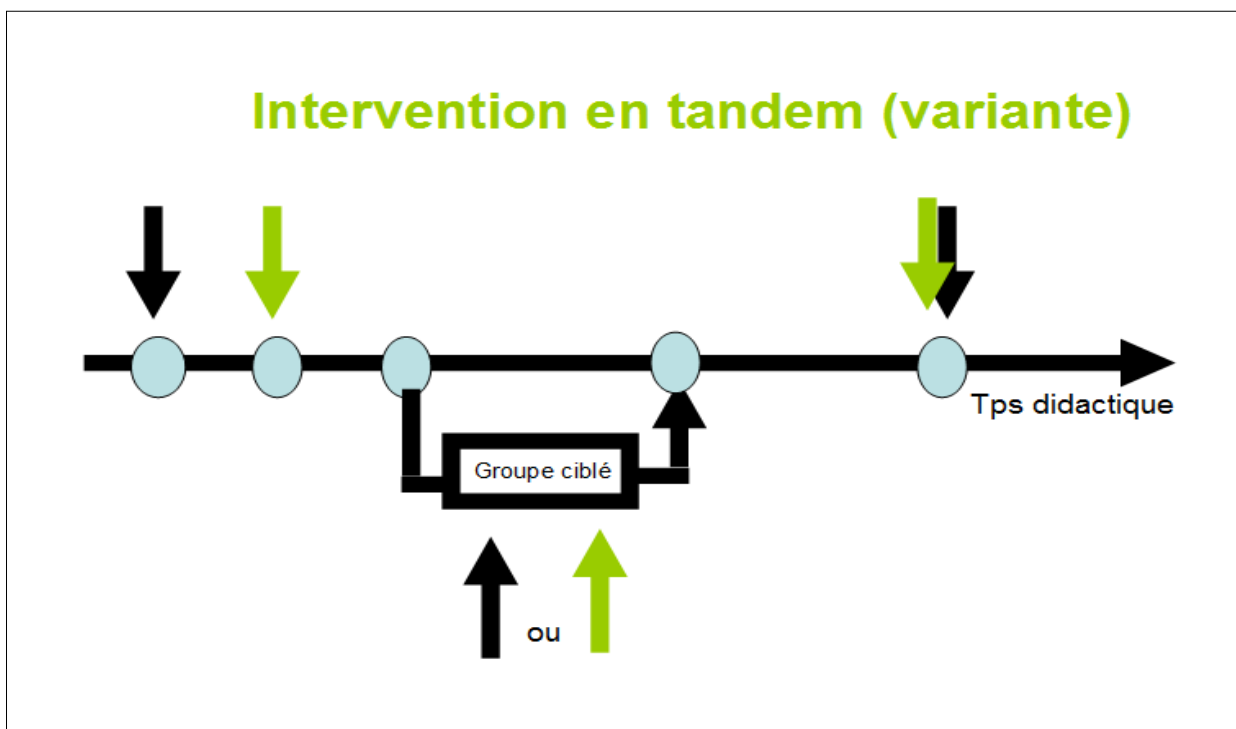 Intervention en tandem (variante)
Tps didactique
Groupe ciblé
ou